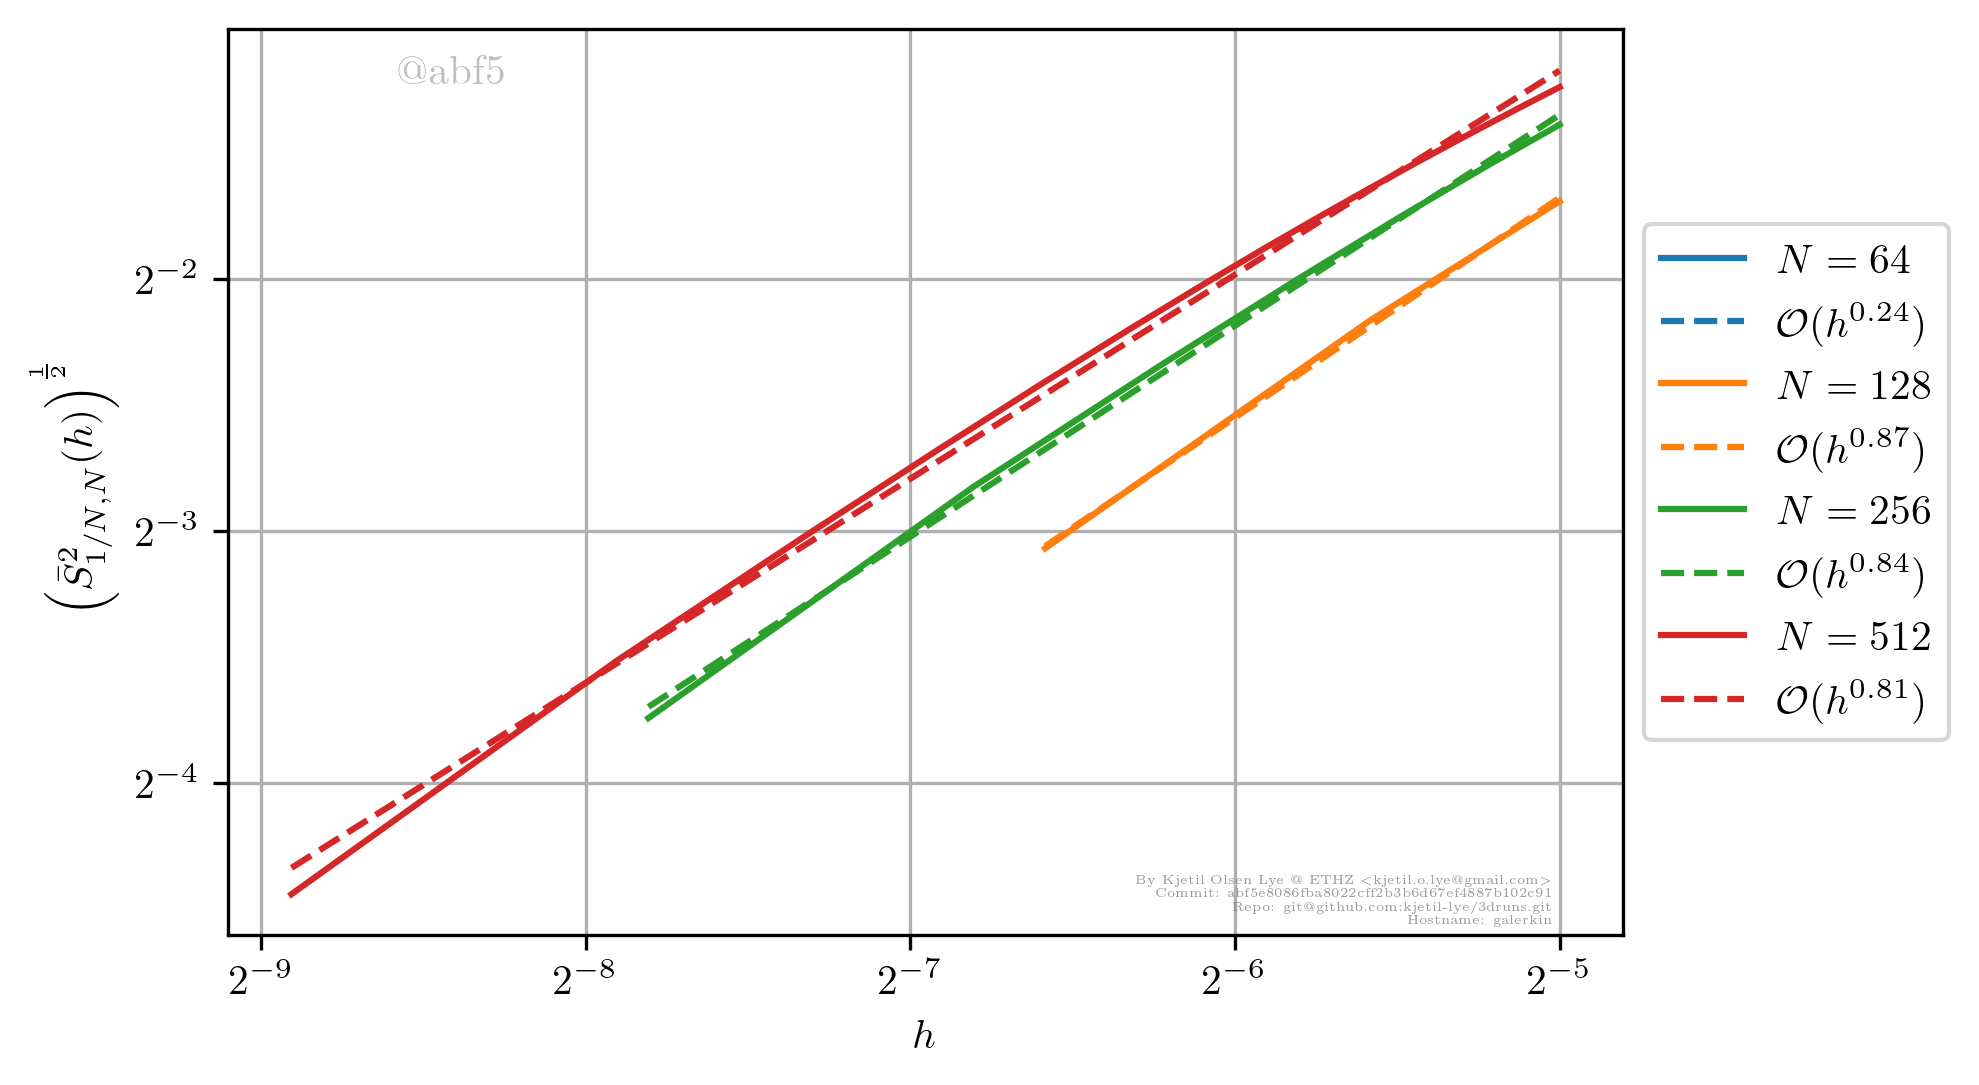 @abf5
2^{-2}
2^{-3}
2^{-4}
(S̄^2_{1/N,N}(h))^{1/2}
2^{-9} 2^{-8} 2^{-7} 2^{-6} 2^{-5}
h
N = 64
𝒪(h^{0.24})
N = 128
𝒪(h^{0.87})
N = 256
𝒪(h^{0.84})
N = 512
𝒪(h^{0.81})
By Kjetil Olsen Lye @ ETHZ <kjetil.o.lye@gmail.com>
Commit: abf5e8086fba8022cff2b3b6d67ef4887b102c91
Repo: git@github.com:kjetil-lye/3druns.git
Hostname: galerkin